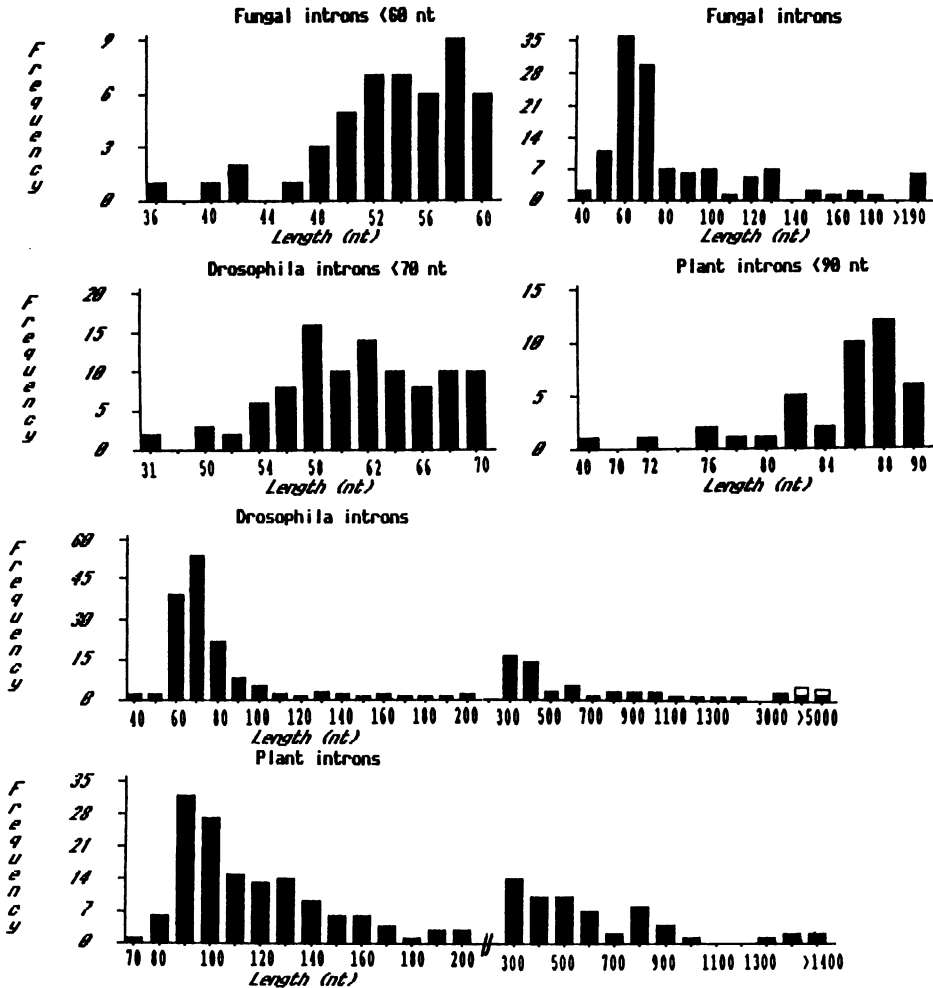 Fungal introns <60 nt
Frequency
9
6
3
0
36 40 44 48 52 56 60
Length (nt)
Fungal introns
35
28
21
14
7
0
40 60 80 100 120 140 160 180 >190
Length (nt)
Drosophila introns <70 nt
Frequency
20
15
10
5
0
31 50 54 58 62 66 70
Length (nt)
Plant introns <90 nt
15
10
5
0
40 70 72 76 80 84 88 90
Length (nt)
Drosophila introns
Frequency
60
45
30
15
0
40 60 80 100 120 140 160 180 200 300 500 700 900 1100 1300 3000 >5000
Length (nt)
Plant introns
Frequency
35
28
21
14
7
0
70 80 100 120 140 160 180 200 // 300 500 700 900 1100 1300 >1400
Length (nt)